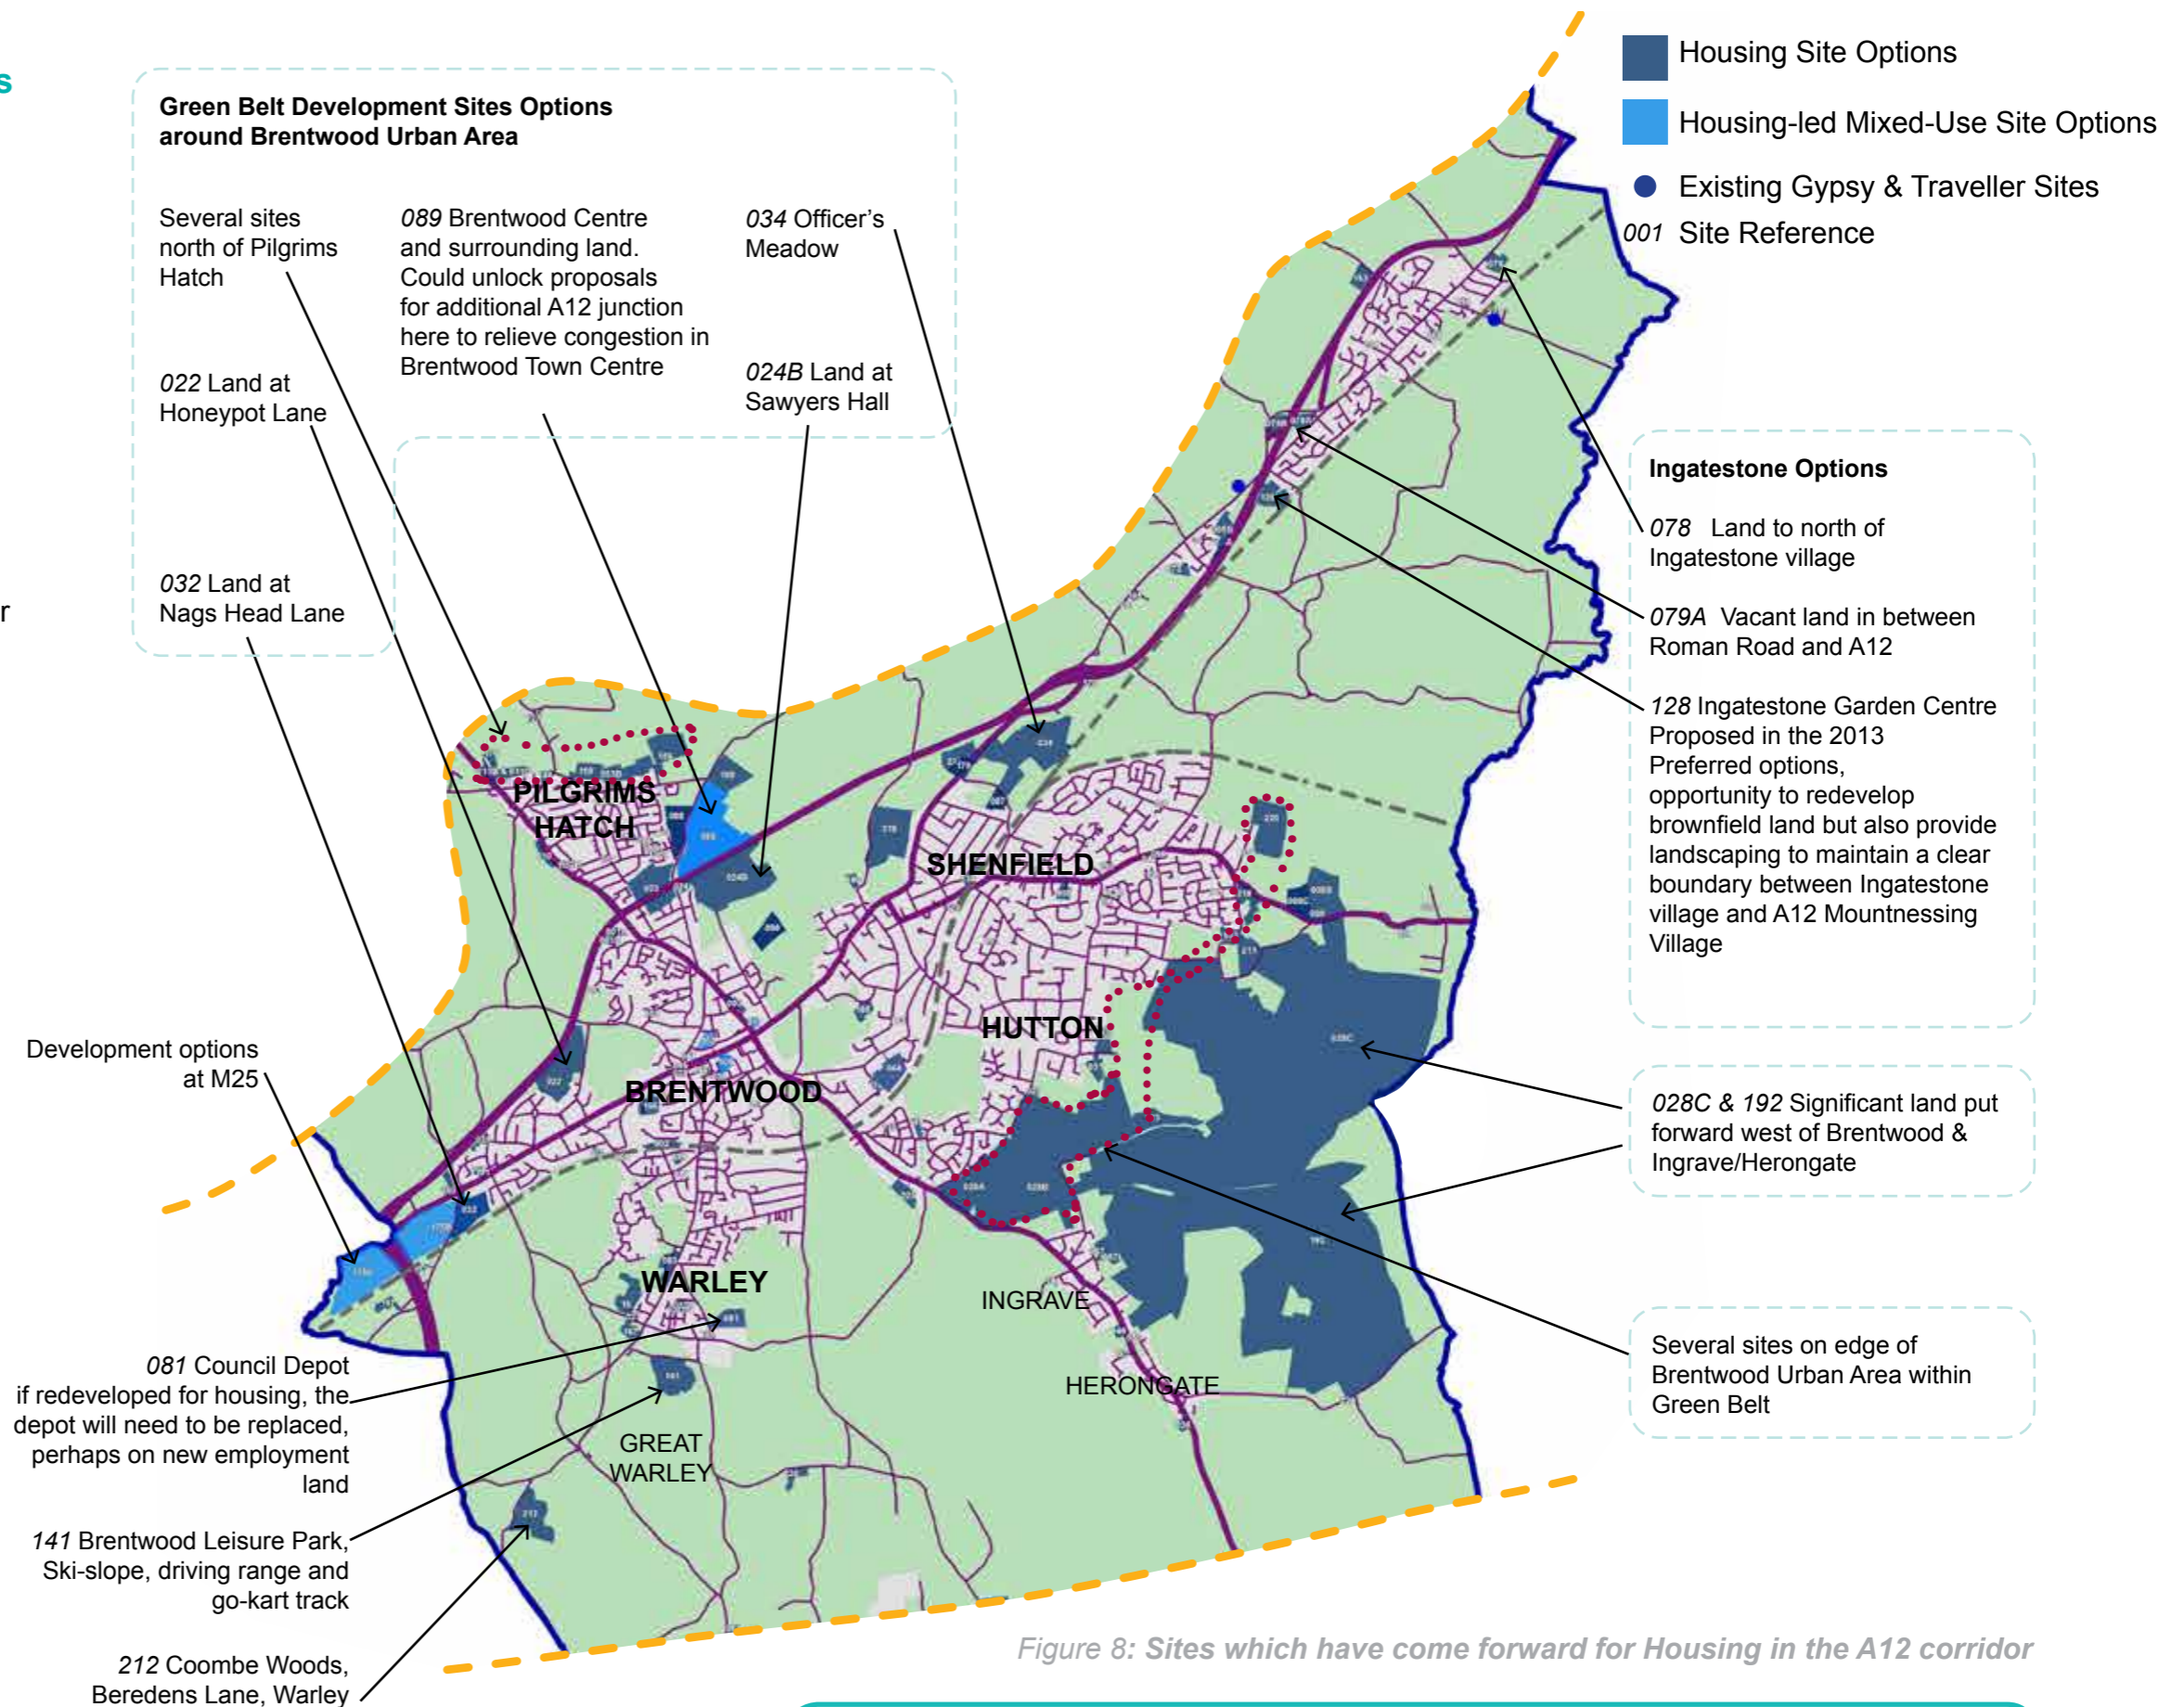 s
r
Green Belt Development Sites Options
around Brentwood Urban Area
Several sites
north of Pilgrims
Hatch
089 Brentwood Centre
and surrounding land.
Could unlock proposals
for additional A12 junction
here to relieve congestion in
Brentwood Town Centre
034 Officer's
Meadow
022 Land at
Honeypot Lane
024B Land at
Sawyers Hall
032 Land at
Nags Head Lane
Housing Site Options
Housing-led Mixed-Use Site Options
Existing Gypsy & Traveller Sites
001 Site Reference
Ingatestone Options
078 Land to north of
Ingatestone village
079A Vacant land in between
Roman Road and A12
128 Ingatestone Garden Centre
Proposed in the 2013
Preferred options,
opportunity to redevelop
brownfield land but also provide
landscaping to maintain a clear
boundary between Ingatestone
village and A12 Mountnessing
Village
028C & 192 Significant land put
forward west of Brentwood &
Ingrave/Herongate
Several sites on edge of
Brentwood Urban Area within
Green Belt
PILGRIMS
HATCH
SHENFIELD
HUTTON
BRENTWOOD
WARLEY
INGRAVE
HERONGATE
GREAT
WARLEY
024B
028C
Development options
at M25
081 Council Depot
if redeveloped for housing, the
depot will need to be replaced,
perhaps on new employment
land
141 Brentwood Leisure Park,
Ski-slope, driving range and
go-kart track
212 Coombe Woods,
Beredens Lane, Warley
Figure 8: Sites which have come forward for Housing in the A12 corridor